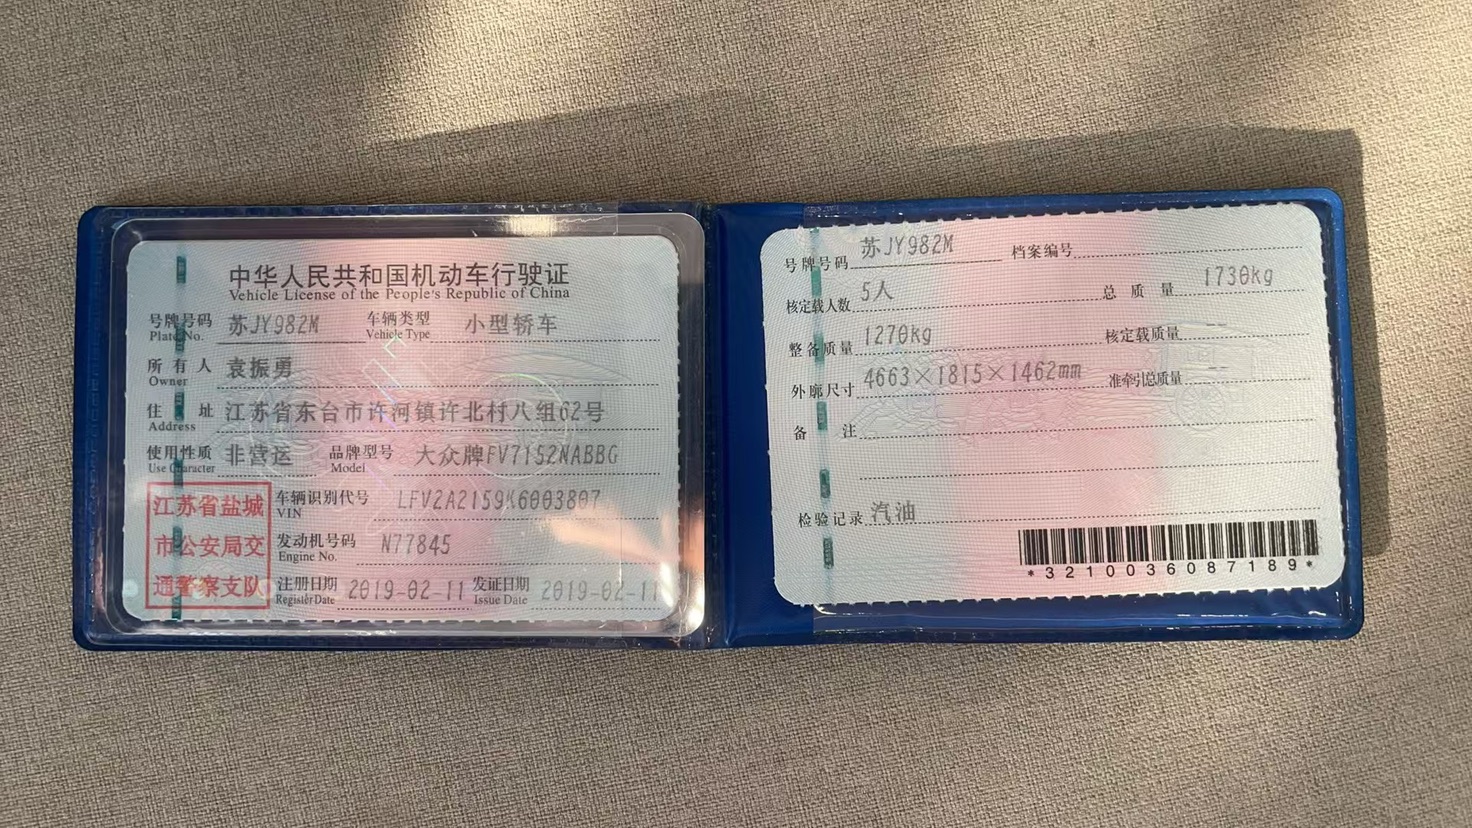 中华人民共和国机动车行驶证
Vehicle License of the People's Republic of China
号牌号码 苏JY982M 车辆类型 小型轿车
Plate No. Vehicle Type
所有人 袁振勇
Owner
住址 江苏省东台市许河镇许北村八组62号
Address
使用性质 非营运 品牌型号 大众牌FV7152NABBG
Use Character Model
江苏省盐城
市公安局交
通警察支队
车辆识别代号 LFV2A2159K6003807
VIN
发动机号码 N77845
Engine No.
注册日期 2019-02-11 发证日期 2019-02-11
Register Date Issue Date
号牌号码 苏JY982M 档案编号
核定载人数 5人 总质量 1730kg
整备质量 1270kg 核定载质量 --
外廓尺寸 4663×1815×1462mm 准牵引总质量 --
备注
检验记录 汽油
*3210036087189*